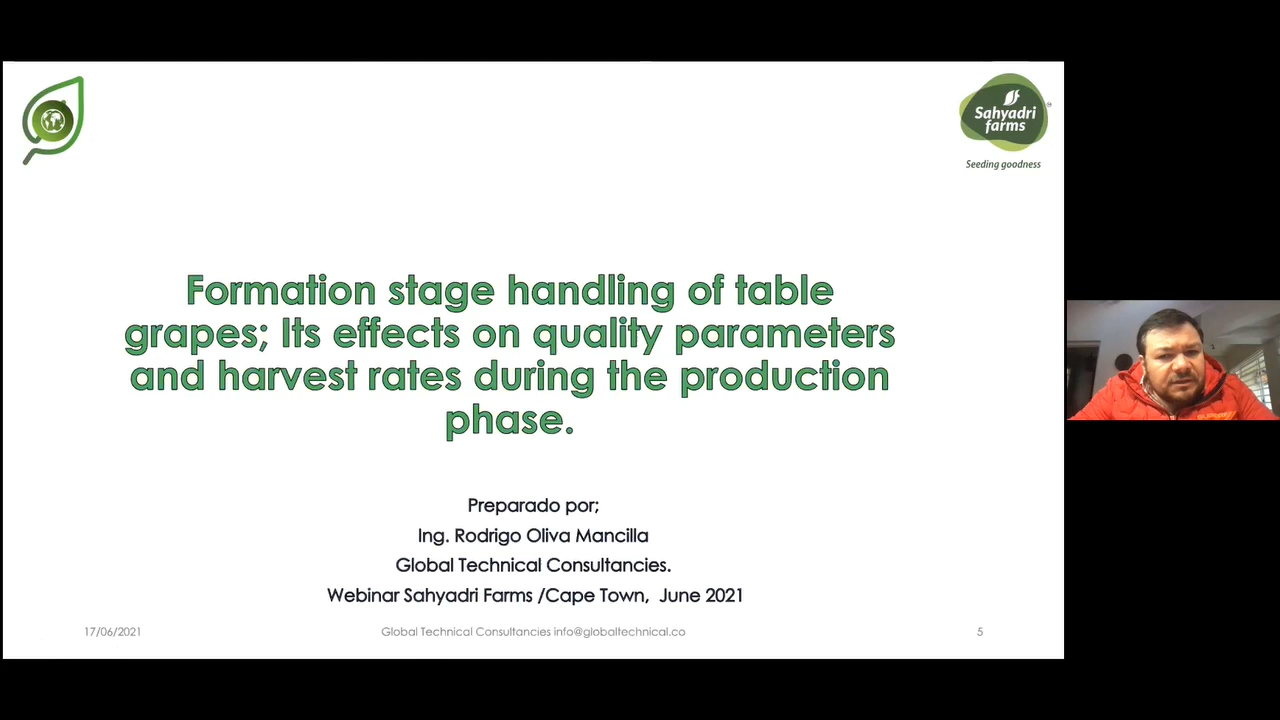 Sahyadri
farms
Seeding goodness
Formation stage handling of table
grapes; Its effects on quality parameters
and harvest rates during the production
phase.
Preparado por;
Ing. Rodrigo Oliva Mancilla
Global Technical Consultancies.
Webinar Sahyadri Farms /Cape Town, June 2021
17/06/2021
Global Technical Consultancies info@globaltechnical.co
5